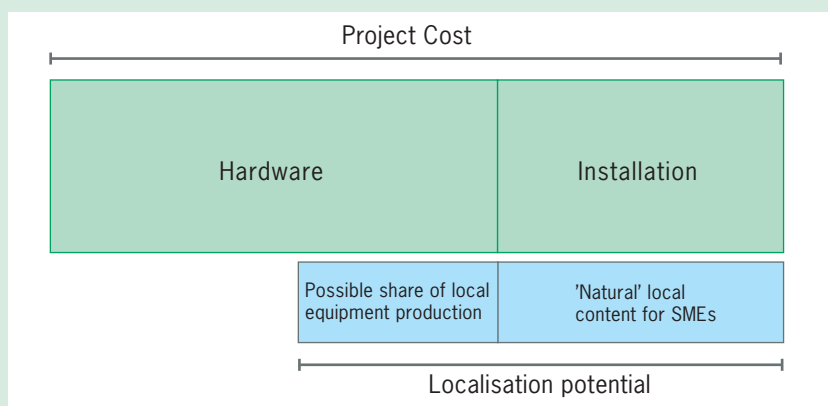 Project Cost
Hardware
Installation
Possible share of local
equipment production
'Natural' local
content for SMEs
Localisation potential